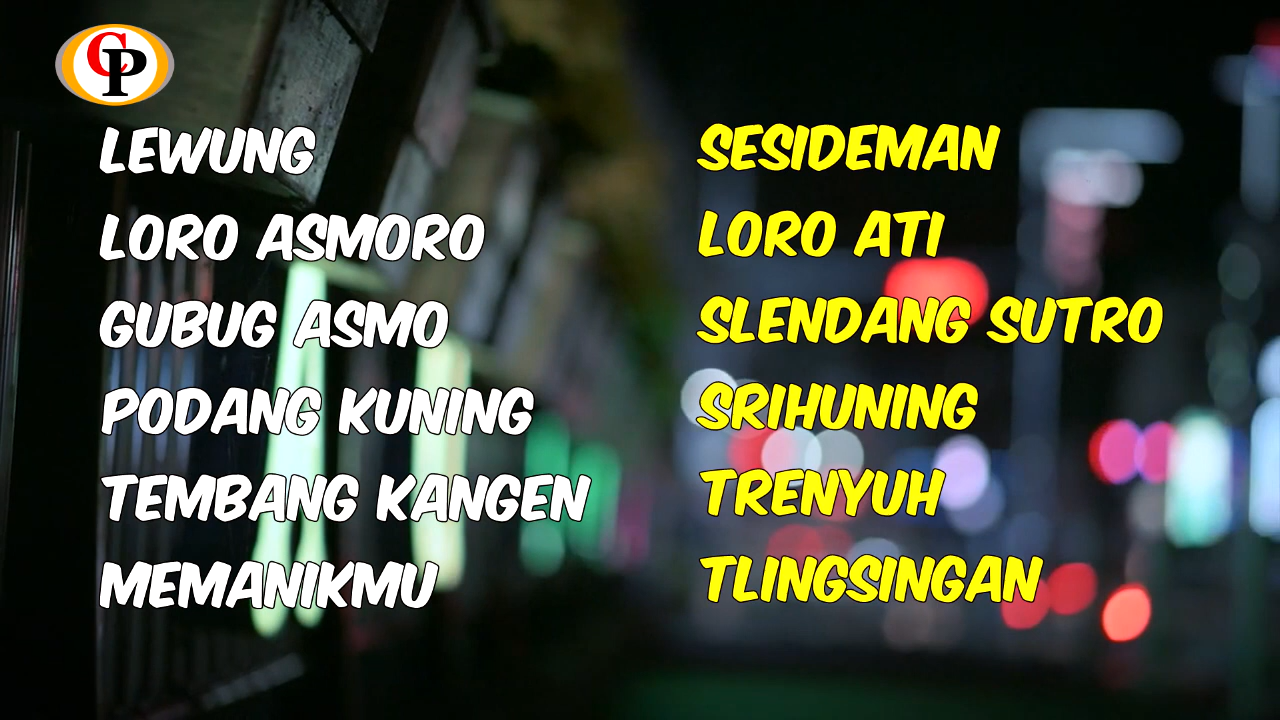 CP
LEWUNG
LORO ASMORO
GUBUG ASMO
PODANG KUNING
TEMBANG KANGEN
MEMANIKMU
SESIDEMAN
LORO ATI
SLENDANG SUTRO
SRIHUNING
TRENYUH
TLINGSINGAN